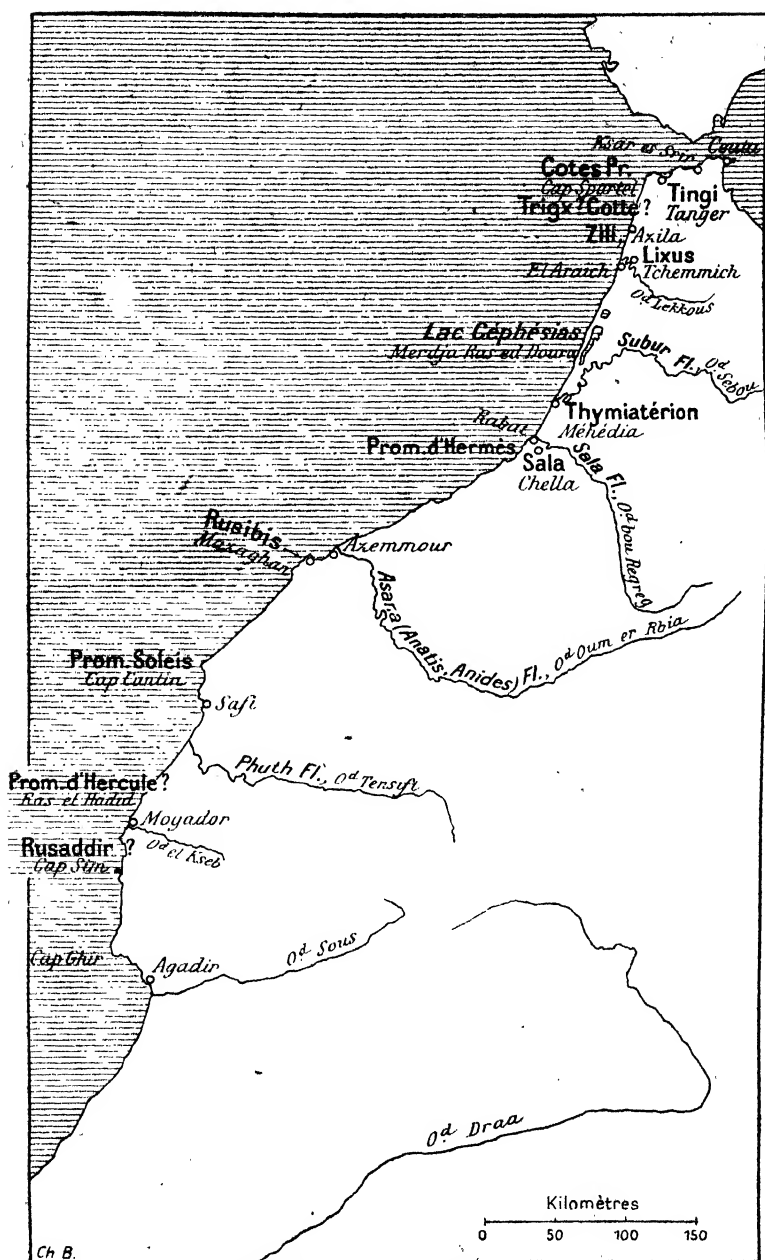 Ksar es Srir
Ceuta
Cotes Pr.
Cap Spartel
Tingi
Tanger
Trigx? Cotte?
Zili
Azila
Lixus
El Araich
Tchemmich
Od Lekkous
Lac Céphésias
Merdja Ras ed Doura
Subur Fl., Od Sebou
Thymiatérion
Méhédia
Rabat
Prom. d'Hermès
Sala
Chella
Sala Fl., Od bou Regreg
Rusibis
Mazaghan
Azemmour
Asara (Anatis, Anides) Fl., Od Oum er Rbia
Prom. Soleis
Cap Cantin
Safi
Phuth Fl., Od Tensift
Prom. d'Hercule?
Ras el Hadid
Moyador
Od el Kseb
Rusaddir ?
Cap Sim
Cap Ghir
Agadir
Od Sous
Od Draa
Kilomètres
0 50 100 150
Ch B.